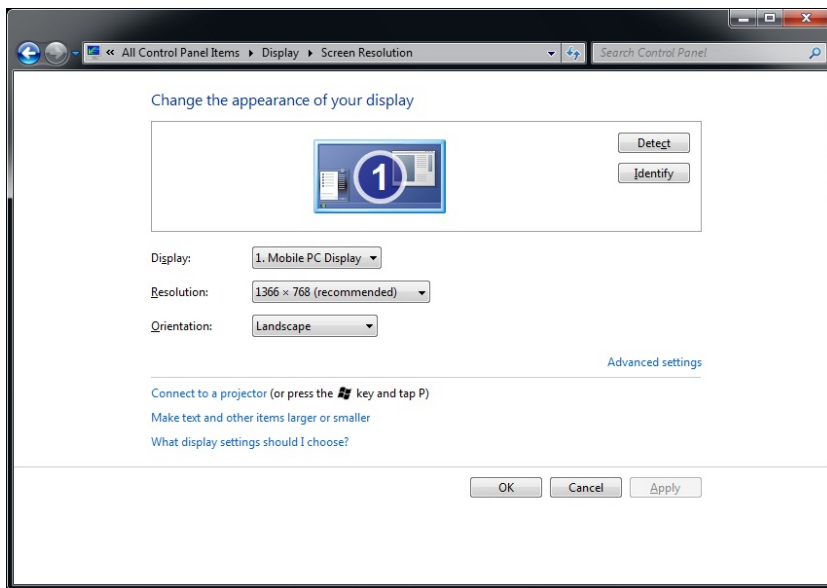 « All Control Panel Items Display Screen Resolution Search Control Panel
Change the appearance of your display
1
Detect
Identify
Display: 1. Mobile PC Display
Resolution: 1366 × 768 (recommended)
Orientation: Landscape
Advanced settings
Connect to a projector (or press the key and tap P)
Make text and other items larger or smaller
What display settings should I choose?
OK Cancel Apply